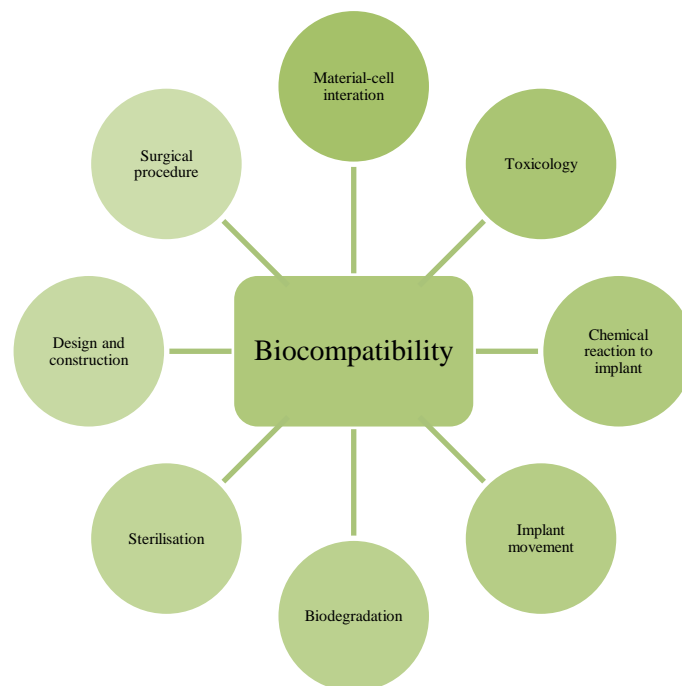 Material-cell
interation
Surgical
procedure
Toxicology
Design and
construction
Biocompatibility
Chemical
reaction to
implant
Sterilisation
Implant
movement
Biodegradation